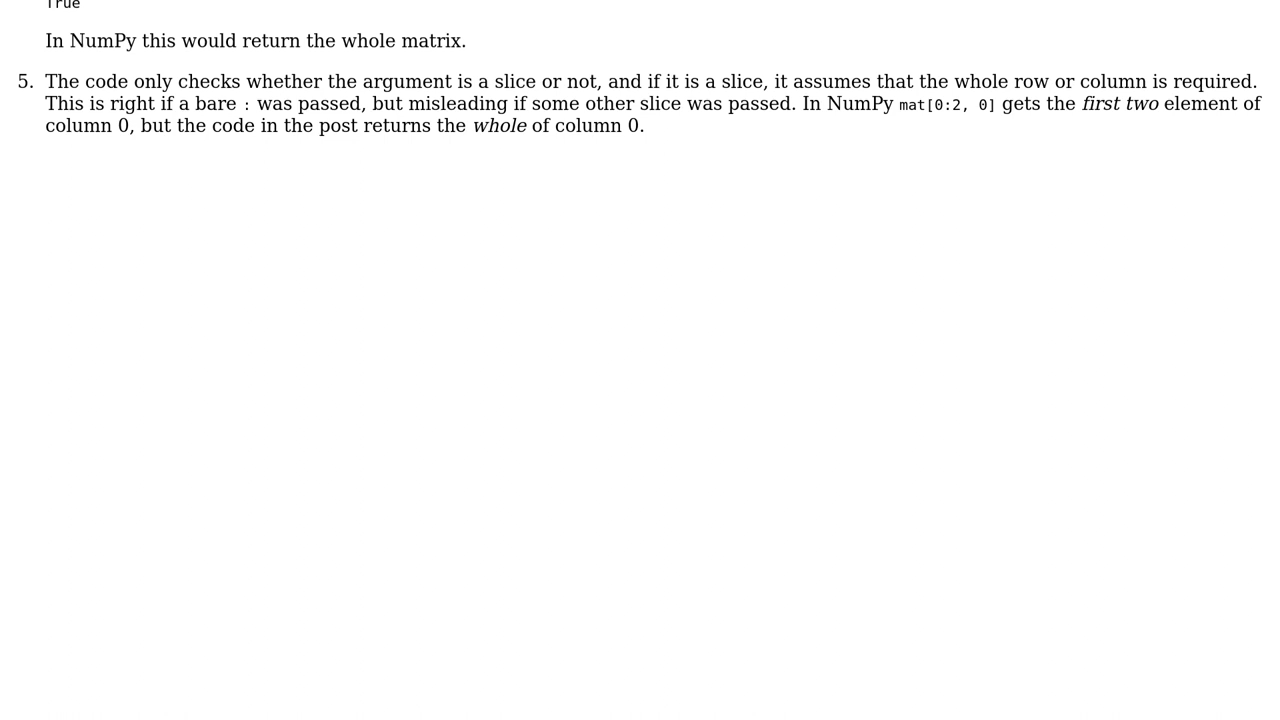 True
In NumPy this would return the whole matrix.
5. The code only checks whether the argument is a slice or not, and if it is a slice, it assumes that the whole row or column is required.
This is right if a bare : was passed, but misleading if some other slice was passed. In NumPy mat[0:2, 0] gets the first two element of
column 0, but the code in the post returns the whole of column 0.